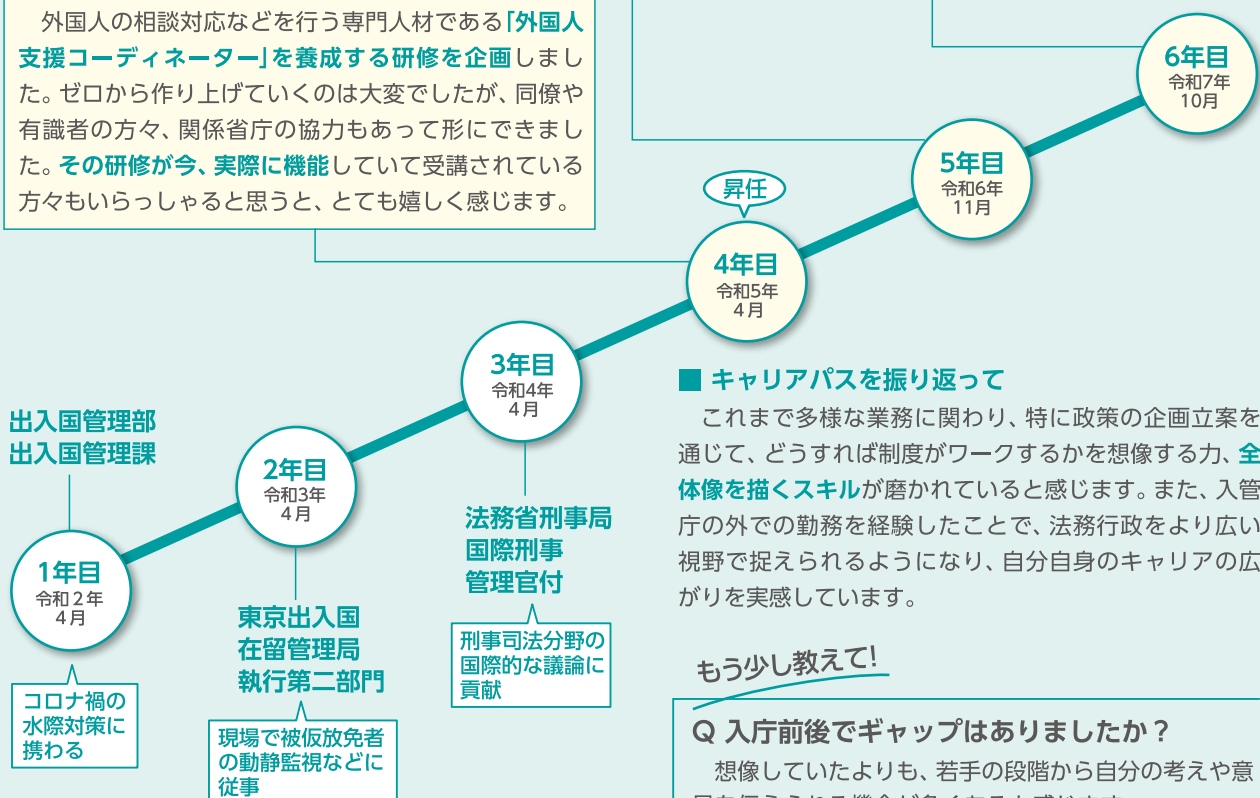 外国人の相談対応などを行う専門人材である「外国人
支援コーディネーター」を養成する研修を企画しまし
た。ゼロから作り上げていくのは大変でしたが、同僚や
有識者の方々、関係省庁の協力もあって形にできまし
た。その研修が今、実際に機能していて受講されている
方々もいらっしゃると思うと、とても嬉しく感じます。
6年目
令和7年
10月
5年目
令和6年
11月
昇任
4年目
令和5年
4月
3年目
令和4年
4月
法務省刑事局
国際刑事
管理官付
刑事司法分野の
国際的な議論に
貢献
2年目
令和3年
4月
東京出入国
在留管理局
執行第二部門
現場で被仮放免者
の動静監視などに
従事
出入国管理部
出入国管理課
1年目
令和2年
4月
コロナ禍の
水際対策に
携わる
■ キャリアパスを振り返って
これまで多様な業務に関わり、特に政策の企画立案を
通じて、どうすれば制度がワークするかを想像する力、全
体像を描くスキルが磨かれていると感じます。また、入管
庁の外での勤務を経験したことで、法務行政をより広い
視野で捉えられるようになり、自分自身のキャリアの広
がりを実感しています。
もう少し教えて!
Q 入庁前後でギャップはありましたか？
想像していたよりも、若手の段階から自分の考えや意